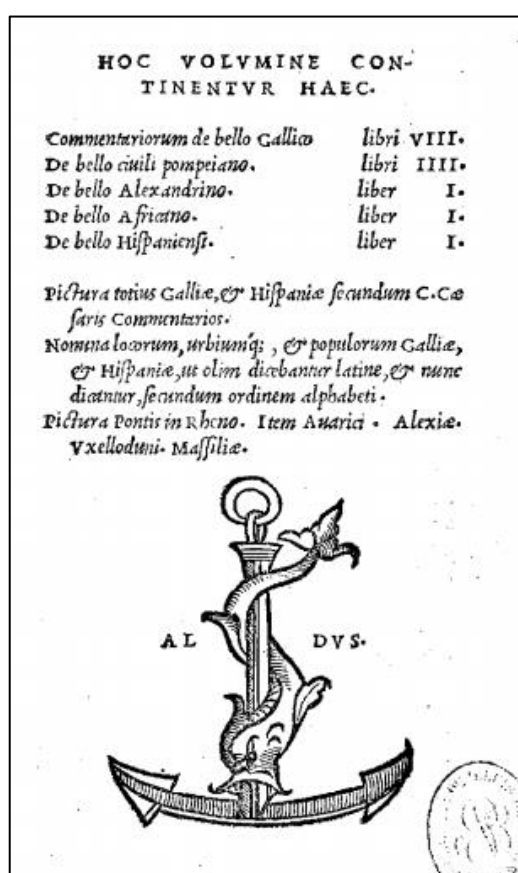 HOC VOLVMINE CON-
TINENTVR HAEC.
Commentariorum de bello Gallico libri VIII.
De bello ciuili pompeiano. libri IIII.
De bello Alexandrino. liber I.
De bello Africano. liber I.
De bello Hiſpanienſi. liber I.
Pictura totius Galliæ, & Hiſpaniæ ſecundum C. Cæ
ſaris Commentarios.
Nomina locorum, urbiumq; , & populorum Galliæ,
& Hiſpaniæ, ut olim dicebantur latine, & nunc
dicantur, ſecundum ordinem alphabeti.
Pictura Pontis in Rheno. Item Auarici. Alexiæ.
Vxelloduni. Maſſiliæ.
AL DVS.